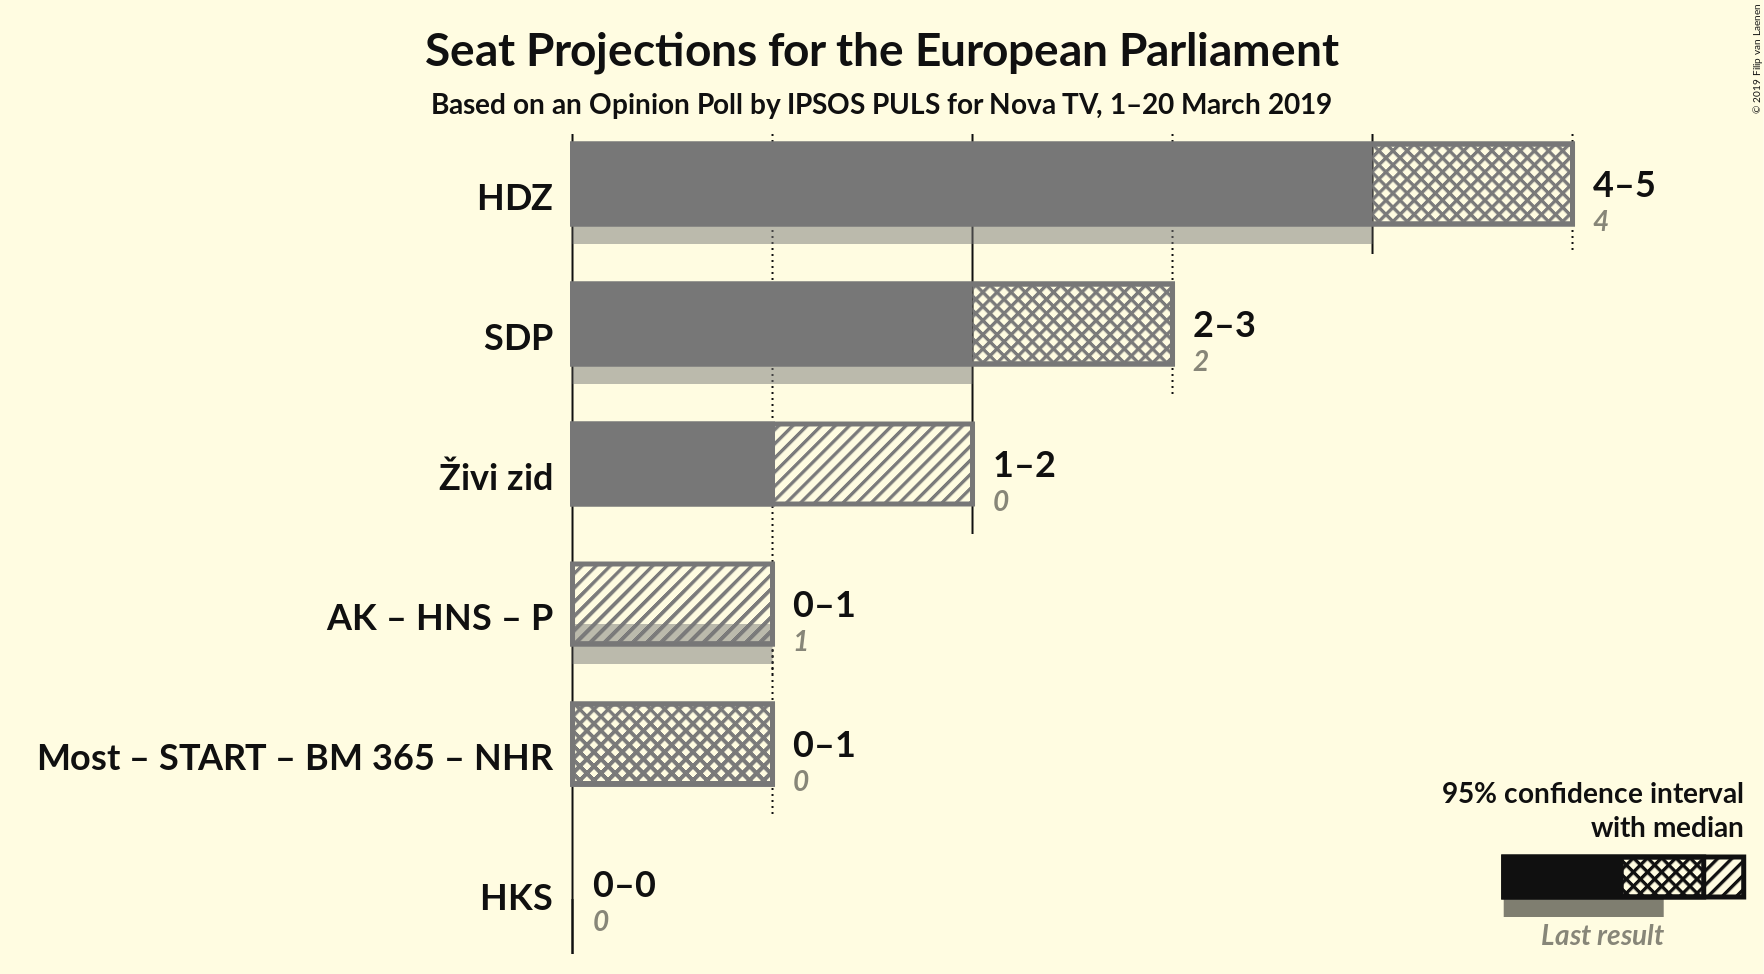 Seat Projections for the European Parliament
Based on an Opinion Poll by IPSOS PULS for Nova TV, 1–20 March 2019
© 2019 Filip van Laenen
HDZ
4–5
4
SDP
2–3
2
Živi zid
1–2
0
AK – HNS – P
0–1
1
Most – START – BM 365 – NHR
0–1
0
HKS
0–0
0
95% confidence interval
with median
Last result